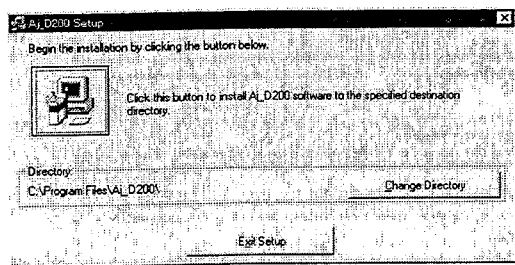 Aj_D200 Setup
Begin the installation by clicking the button below.
Click this button to install Aj_D200 software to the specified destination
directory.
Directory:
C:\Program Files\Aj_D200\
Change Directory
Exit Setup